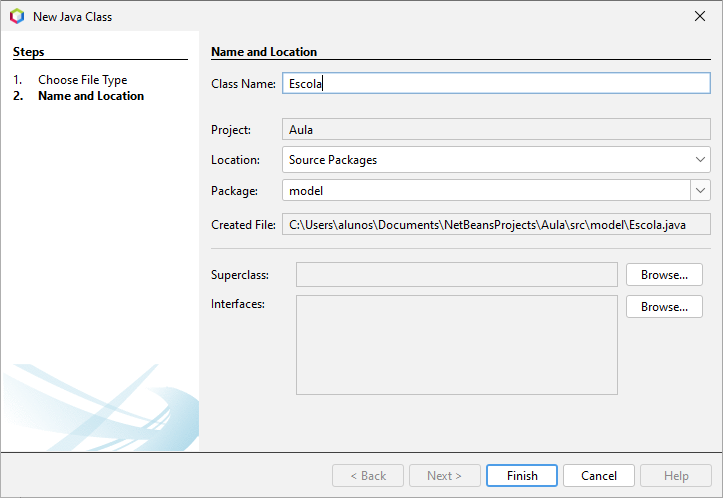 New Java Class
Steps
1. Choose File Type
2. Name and Location
Name and Location
Class Name: Escola
Project: Aula
Location: Source Packages
Package: model
Created File: C:\Users\alunos\Documents\NetBeansProjects\Aula\src\model\Escola.java
Superclass: Browse...
Interfaces: Browse...
< Back Next > Finish Cancel Help